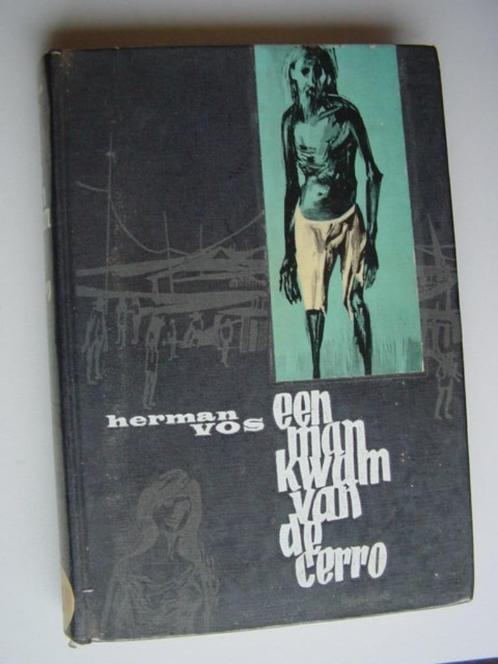 herman
vos
een
man
kwam
van
de
cerro